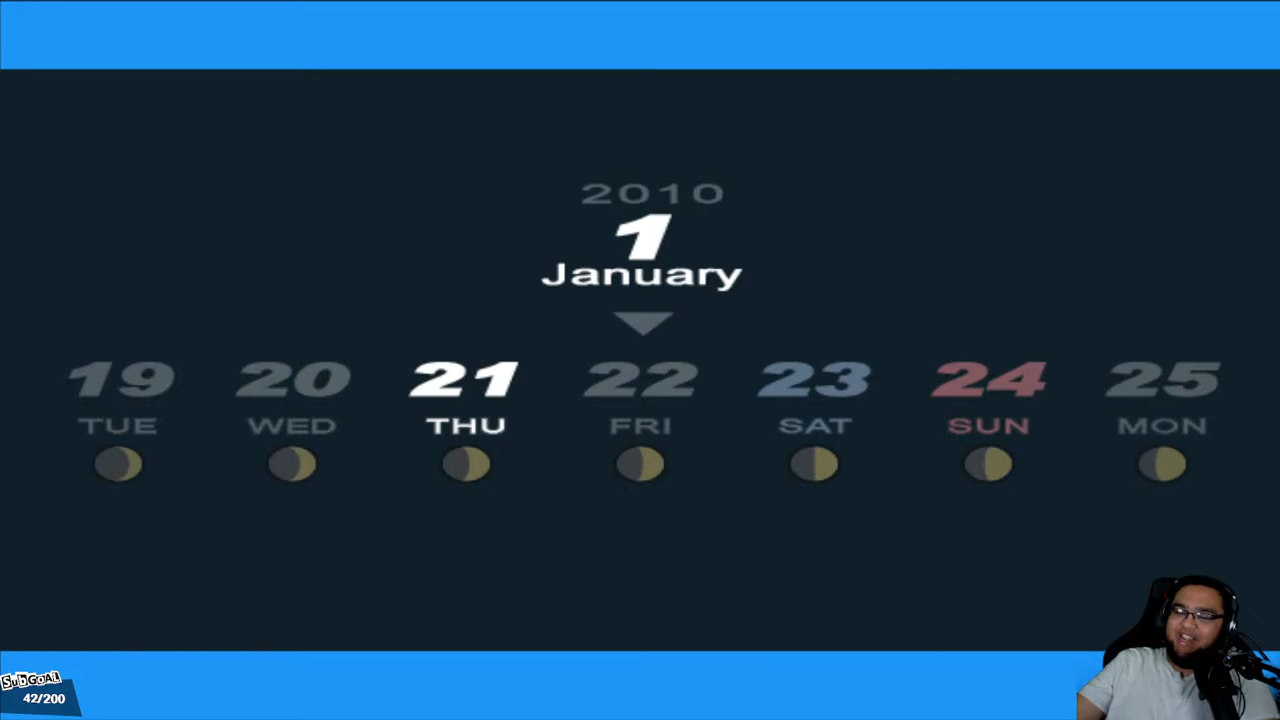 2010
1
January
19 20 21 22 23 24 25
TUE WED THU FRI SAT SUN MON
SubGOAL
42/200